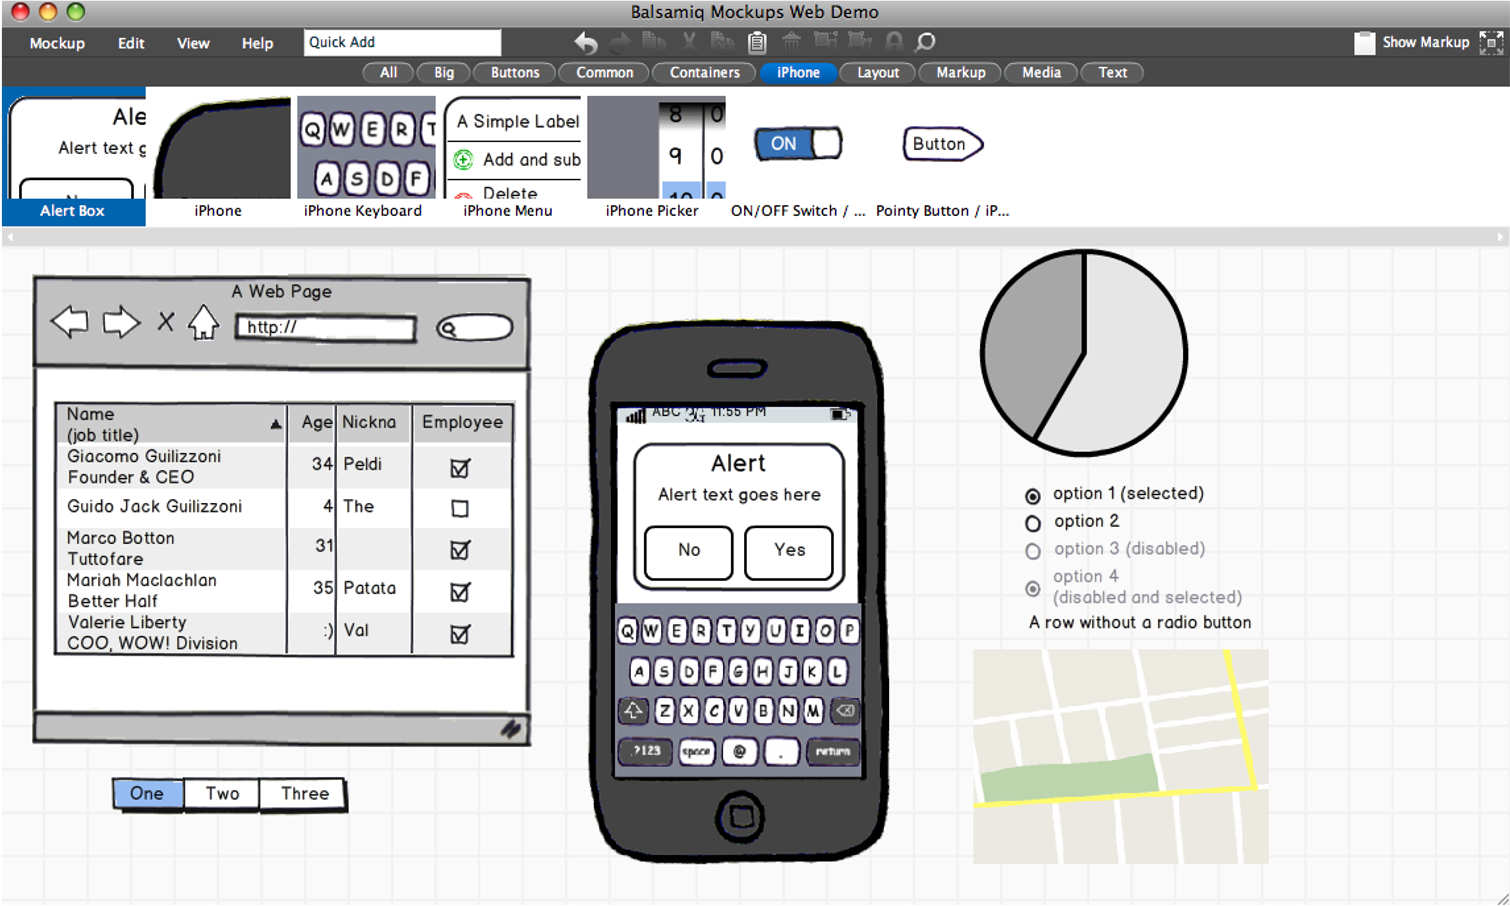 Balsamiq Mockups Web Demo
Mockup Edit View Help Quick Add Show Markup
All Big Buttons Common Containers iPhone Layout Markup Media Text
Ale
Alert text g
Q W E R T
A S D F
A Simple Label
Add and sub
Delete
8 0
9 0
ON
Button
Alert Box iPhone iPhone Keyboard iPhone Menu iPhone Picker ON/OFF Switch / ... Pointy Button / iP...
A Web Page
http://
Name
(job title) Age Nickna Employee
Giacomo Guilizzoni
Founder & CEO 34 Peldi
Guido Jack Guilizzoni 4 The
Marco Botton
Tuttofare 31
Mariah Maclachlan
Better Half 35 Patata
Valerie Liberty
COO, WOW! Division :) Val
One Two Three
ABC 3G 11:55 PM
Alert
Alert text goes here
No Yes
Q W E R T Y U I O P
A S D F G H J K L
Z X C V B N M
.?123 space @ . return
option 1 (selected)
option 2
option 3 (disabled)
option 4
(disabled and selected)
A row without a radio button